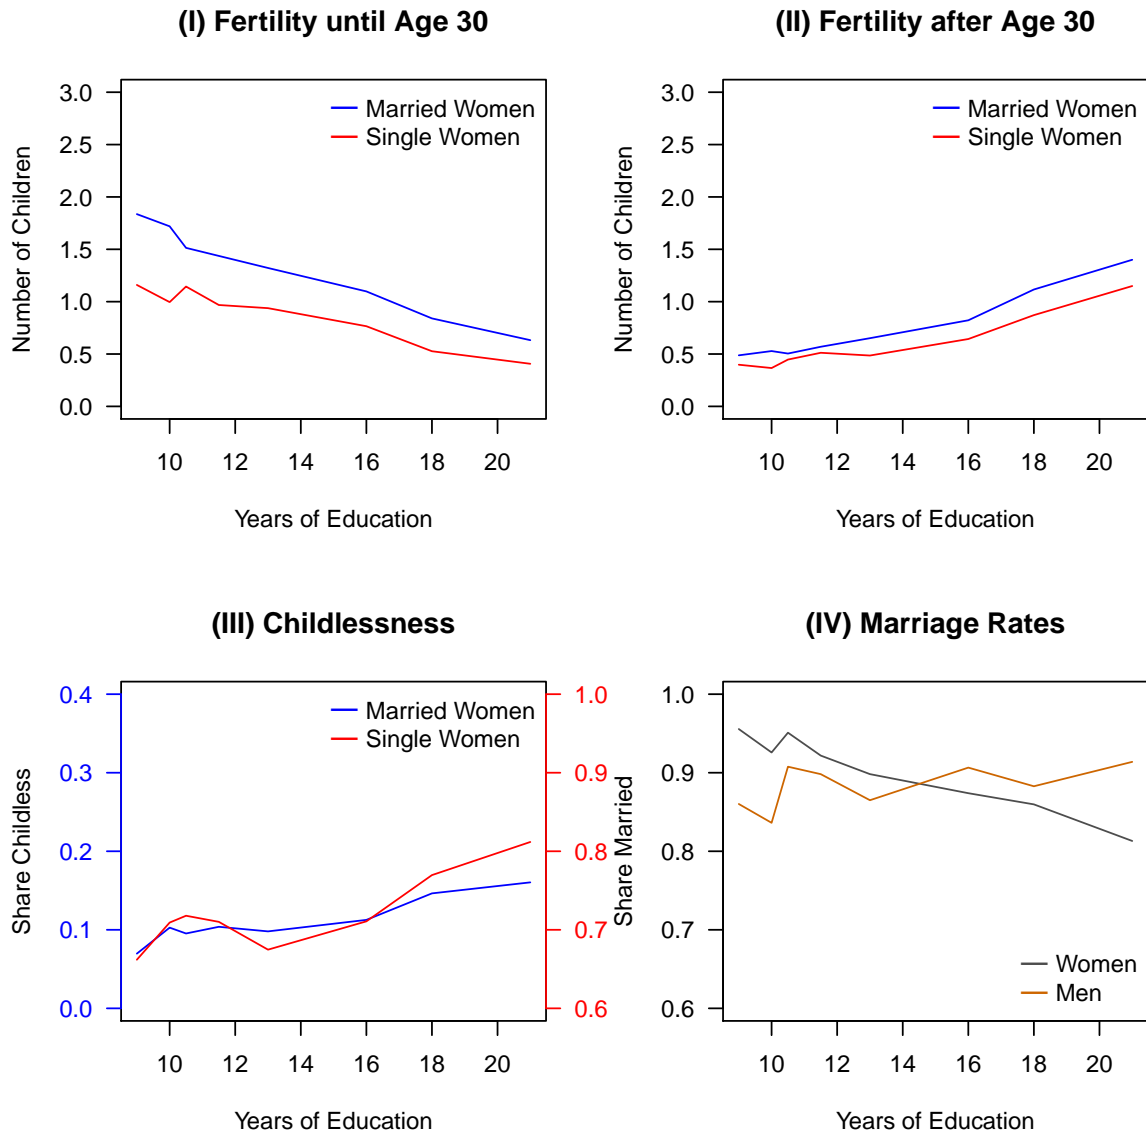 (I) Fertility until Age 30
Number of Children
3.0
2.5
2.0
1.5
1.0
0.5
0.0
Married Women
Single Women
10 12 14 16 18 20
Years of Education
(II) Fertility after Age 30
Number of Children
3.0
2.5
2.0
1.5
1.0
0.5
0.0
Married Women
Single Women
10 12 14 16 18 20
Years of Education
(III) Childlessness
Share Childless
0.4
0.3
0.2
0.1
0.0
Married Women
Single Women
1.0
0.9
0.8
0.7
0.6
10 12 14 16 18 20
Years of Education
(IV) Marriage Rates
Share Married
1.0
0.9
0.8
0.7
0.6
Women
Men
10 12 14 16 18 20
Years of Education